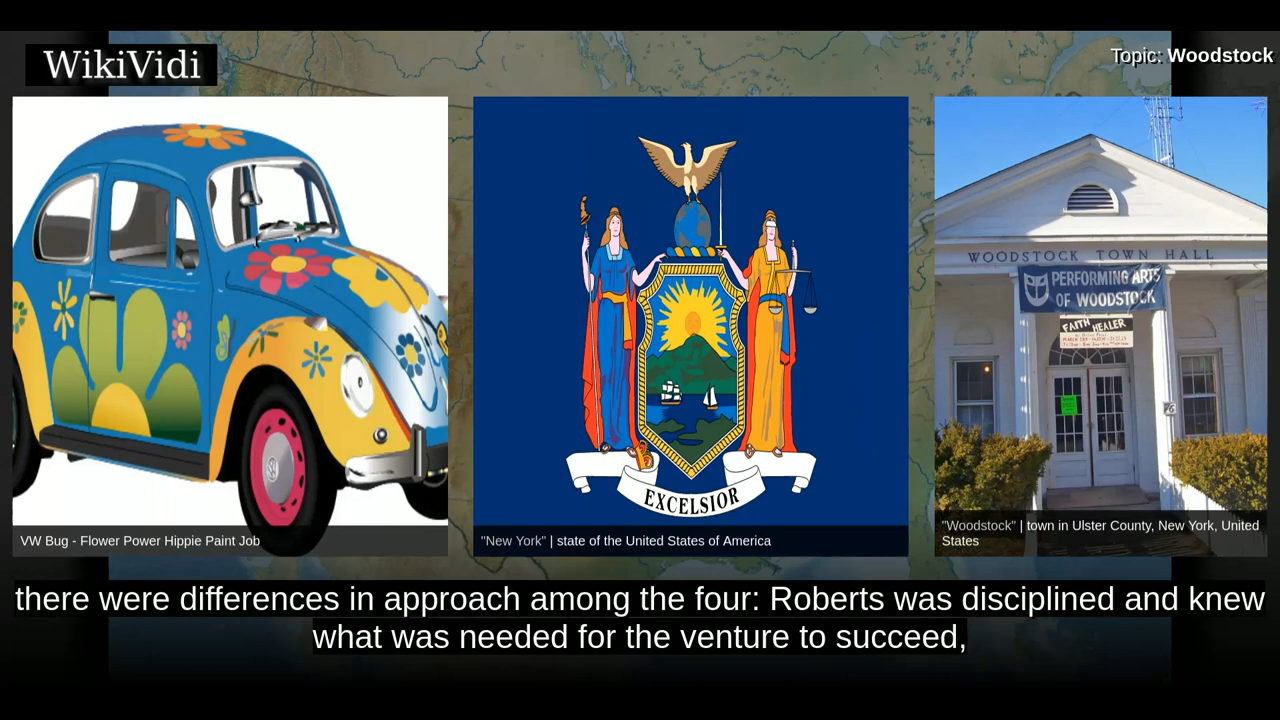 WikiVidi
Topic: Woodstock
EXCELSIOR
WOODSTOCK TOWN HALL
PERFORMING ARTS
OF WOODSTOCK
FAITH HEALER
VW Bug - Flower Power Hippie Paint Job
"New York" | state of the United States of America
"Woodstock" | town in Ulster County, New York, United
States
there were differences in approach among the four: Roberts was disciplined and knew
what was needed for the venture to succeed,